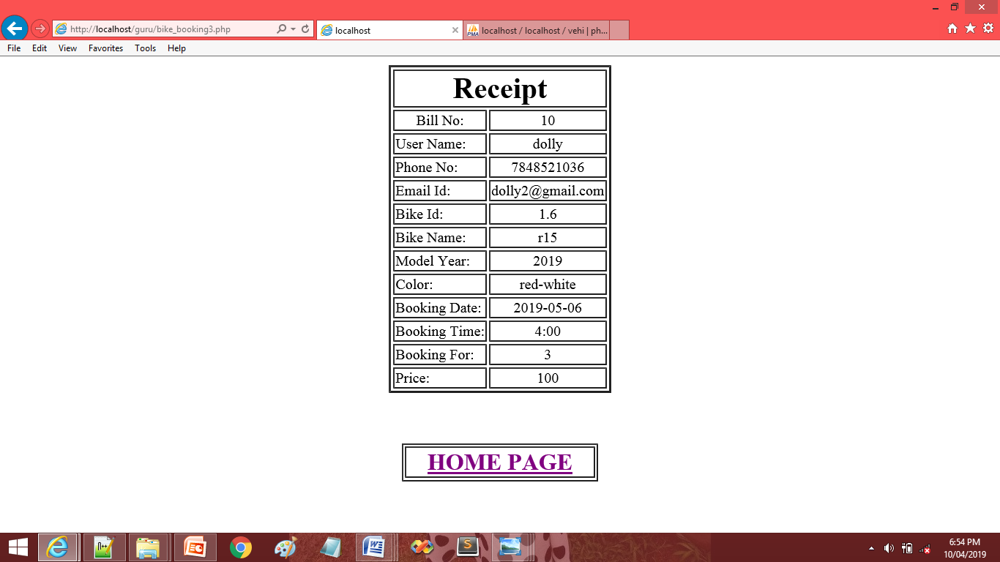 http://localhost/guru/bike_booking3.php
localhost
localhost / localhost / vehi | ph...
File Edit View Favorites Tools Help
Receipt
Bill No: 10
User Name: dolly
Phone No: 7848521036
Email Id: dolly2@gmail.com
Bike Id: 1.6
Bike Name: r15
Model Year: 2019
Color: red-white
Booking Date: 2019-05-06
Booking Time: 4:00
Booking For: 3
Price: 100
HOME PAGE
6:54 PM
10/04/2019